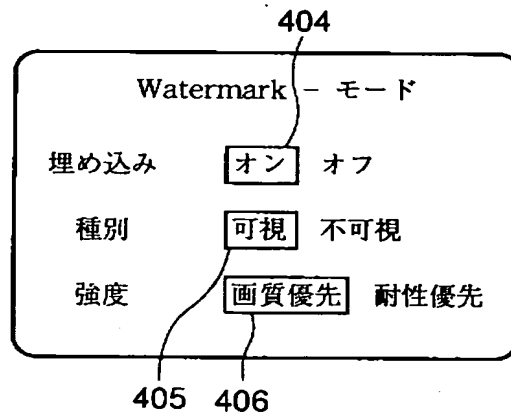 404
Watermark - モード
埋め込み オン オフ
種別 可視 不可視
強度 画質優先 耐性優先
405 406